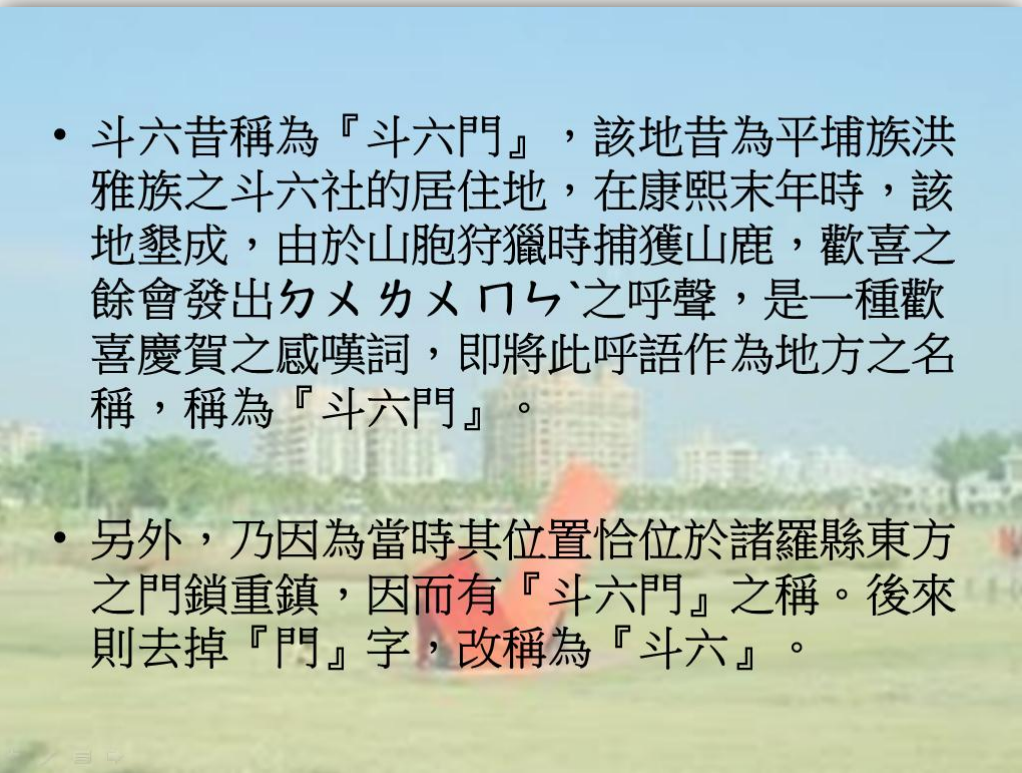 • 斗六昔稱為『斗六門』，該地昔為平埔族洪
雅族之斗六社的居住地，在康熙末年時，該
地墾成，由於山胞狩獵時捕獲山鹿，歡喜之
餘會發出ㄉㄨ ㄌㄨ ㄇㄣˋ之呼聲，是一種歡
喜慶賀之感嘆詞，即將此呼語作為地方之名
稱，稱為『斗六門』。
• 另外，乃因為當時其位置恰位於諸羅縣東方
之門鎖重鎮，因而有『斗六門』之稱。後來
則去掉『門』字，改稱為『斗六』。